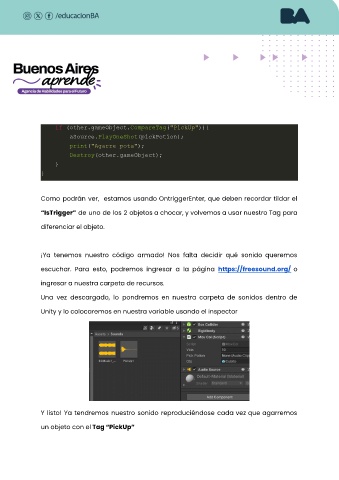 /educacionBA
BA
Buenos Aires
aprende
Agencia de Habilidades para el Futuro
if (other.gameObject.CompareTag("PickUp")){
aSource.PlayOneShot(pickPotion);
print("Agarre pota");
Destroy(other.gameObject);
}
}
Como podrán ver,  estamos usando OntriggerEnter, que deben recordar tildar el
"IsTrigger" de uno de los 2 objetos a chocar, y volvemos a usar nuestro Tag para
diferenciar el objeto.
¡Ya tenemos nuestro código armado! Nos falta decidir qué sonido queremos
escuchar. Para esto, podremos ingresar a la página https://freesound.org/ o
ingresar a nuestra carpeta de recursos.
Una vez descargado, lo pondremos en nuestra carpeta de sonidos dentro de
Unity y lo colocaremos en nuestra variable usando el inspector
Assets > Sounds
Box Collider
Rigidbody
Audio Source
Add Component
Y listo! Ya tendremos nuestro sonido reproduciéndose cada vez que agarremos
un objeto con el Tag "PickUp"